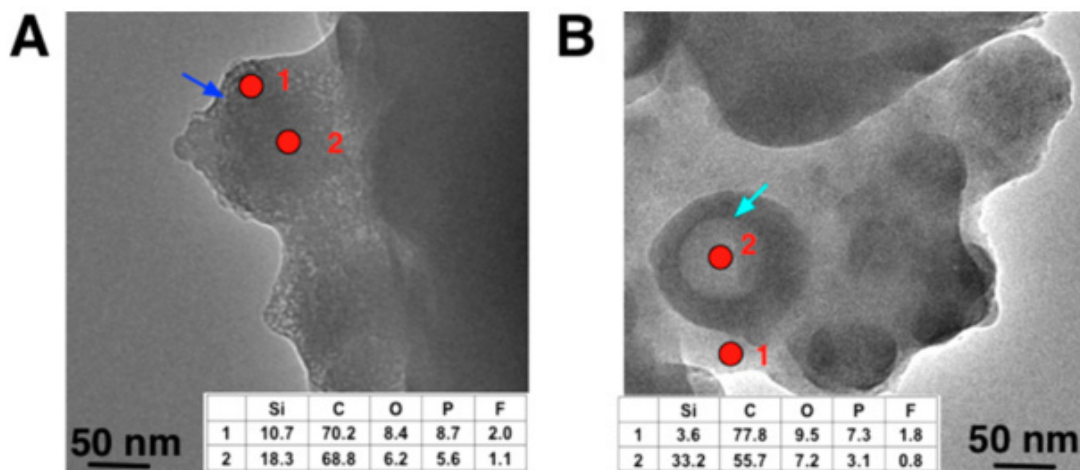 A
B
1
2
2
1
Si C O P F
1 10.7 70.2 8.4 8.7 2.0
2 18.3 68.8 6.2 5.6 1.1
50 nm
Si C O P F
1 3.6 77.8 9.5 7.3 1.8
2 33.2 55.7 7.2 3.1 0.8
50 nm